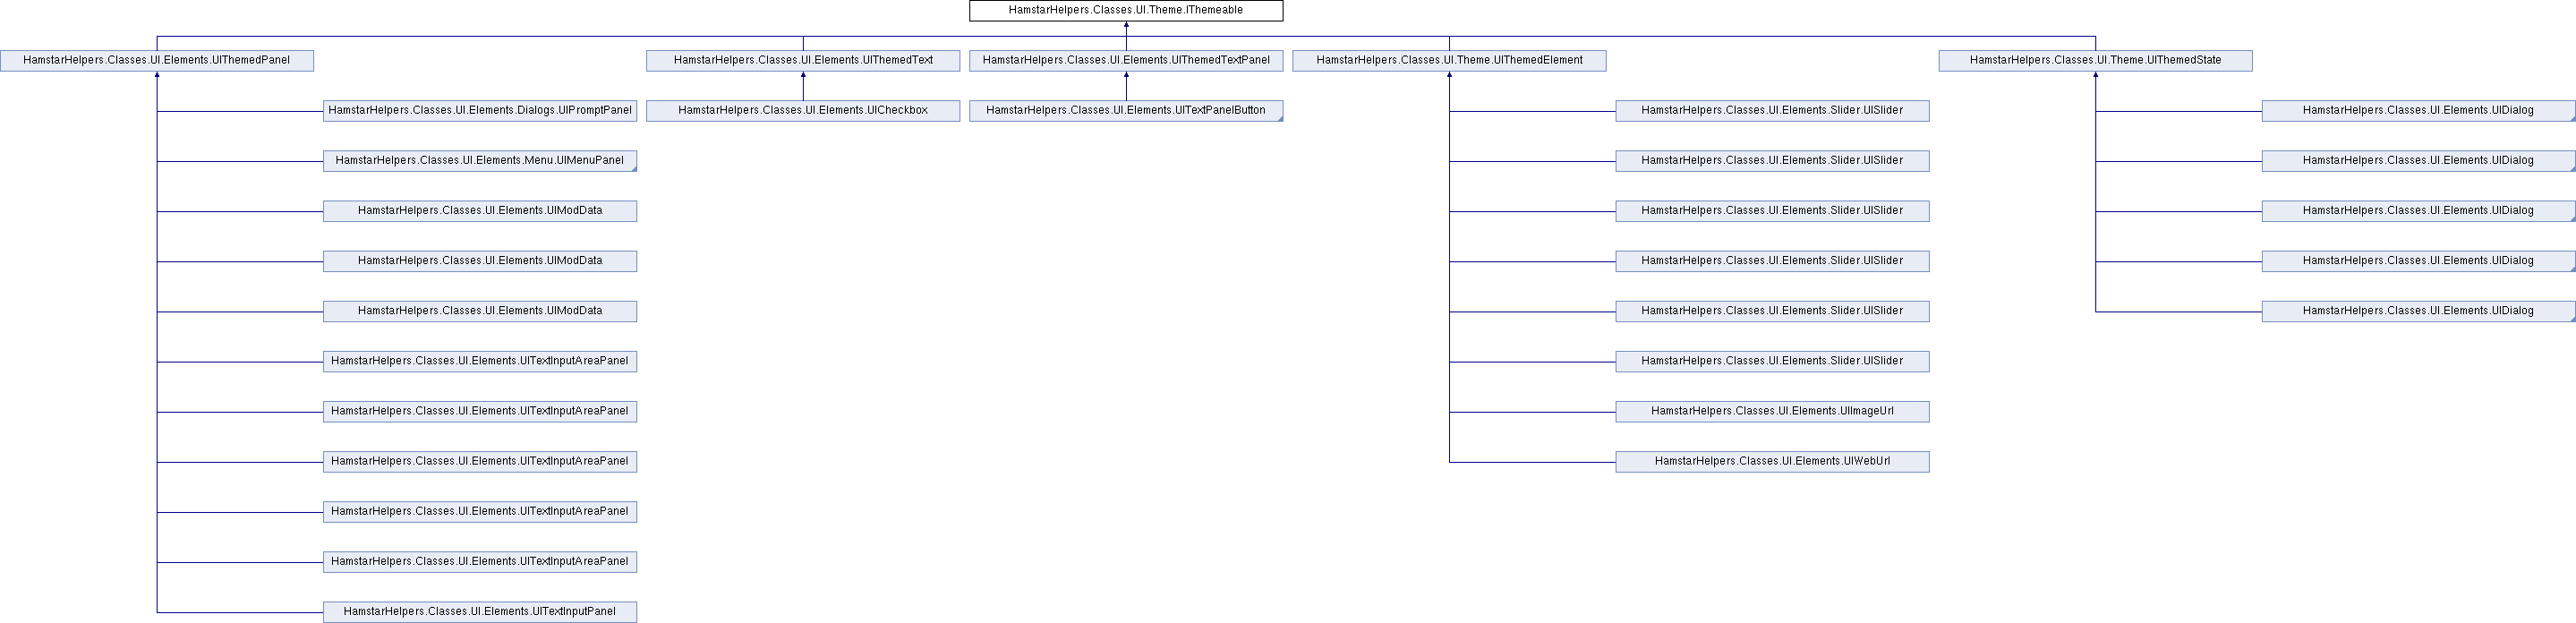 HamstarHelpers.Classes.UI.Theme.IThemeable
HamstarHelpers.Classes.UI.Elements.UIThemedPanel
HamstarHelpers.Classes.UI.Elements.UIThemedText
HamstarHelpers.Classes.UI.Elements.UIThemedTextPanel
HamstarHelpers.Classes.UI.Theme.UIThemedElement
HamstarHelpers.Classes.UI.Theme.UIThemedState
HamstarHelpers.Classes.UI.Elements.Dialogs.UIPromptPanel
HamstarHelpers.Classes.UI.Elements.UICheckbox
HamstarHelpers.Classes.UI.Elements.UITextPanelButton
HamstarHelpers.Classes.UI.Elements.Slider.UISlider
HamstarHelpers.Classes.UI.Elements.UIDialog
HamstarHelpers.Classes.UI.Elements.Menu.UIMenuPanel
HamstarHelpers.Classes.UI.Elements.Slider.UISlider
HamstarHelpers.Classes.UI.Elements.UIDialog
HamstarHelpers.Classes.UI.Elements.UIModData
HamstarHelpers.Classes.UI.Elements.Slider.UISlider
HamstarHelpers.Classes.UI.Elements.UIDialog
HamstarHelpers.Classes.UI.Elements.UIModData
HamstarHelpers.Classes.UI.Elements.Slider.UISlider
HamstarHelpers.Classes.UI.Elements.UIDialog
HamstarHelpers.Classes.UI.Elements.UIModData
HamstarHelpers.Classes.UI.Elements.Slider.UISlider
HamstarHelpers.Classes.UI.Elements.UIDialog
HamstarHelpers.Classes.UI.Elements.UITextInputAreaPanel
HamstarHelpers.Classes.UI.Elements.Slider.UISlider
HamstarHelpers.Classes.UI.Elements.UITextInputAreaPanel
HamstarHelpers.Classes.UI.Elements.UIImageUrl
HamstarHelpers.Classes.UI.Elements.UITextInputAreaPanel
HamstarHelpers.Classes.UI.Elements.UIWebUrl
HamstarHelpers.Classes.UI.Elements.UITextInputAreaPanel
HamstarHelpers.Classes.UI.Elements.UITextInputAreaPanel
HamstarHelpers.Classes.UI.Elements.UITextInputPanel